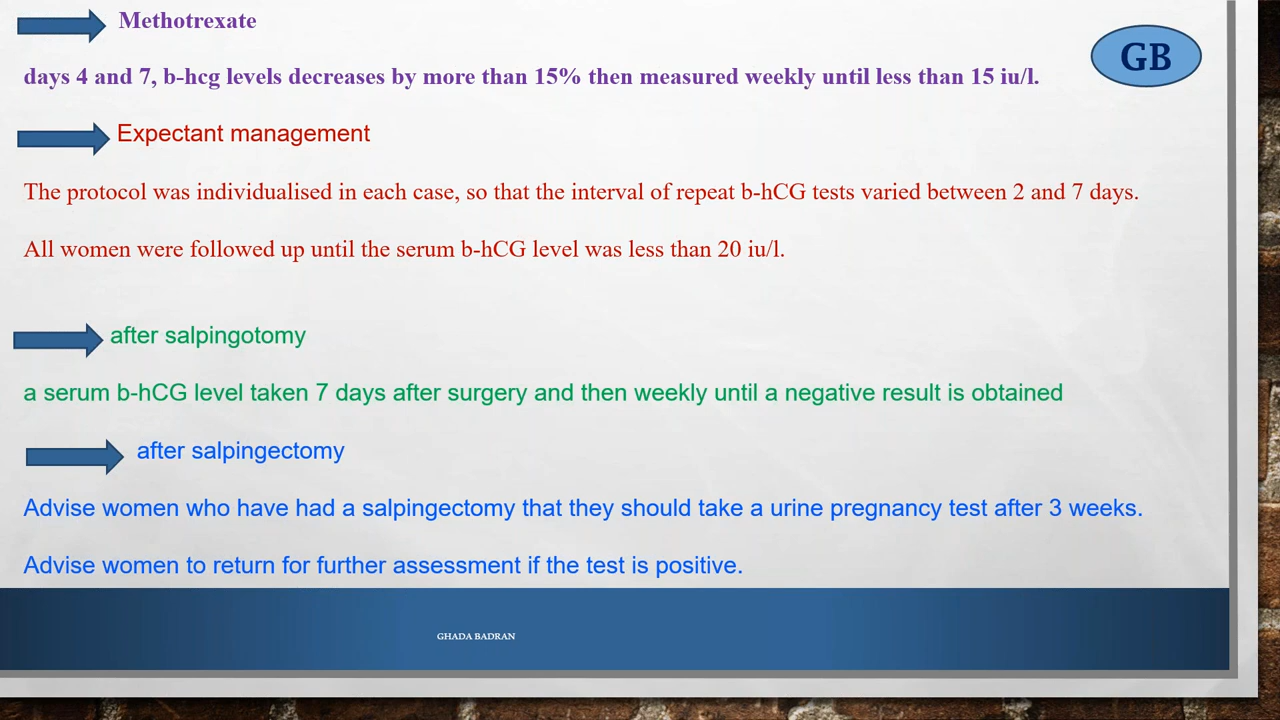 Methotrexate
GB
days 4 and 7, b-hcg levels decreases by more than 15% then measured weekly until less than 15 iu/l.
Expectant management
The protocol was individualised in each case, so that the interval of repeat b-hCG tests varied between 2 and 7 days.
All women were followed up until the serum b-hCG level was less than 20 iu/l.
after salpingotomy
a serum b-hCG level taken 7 days after surgery and then weekly until a negative result is obtained
after salpingectomy
Advise women who have had a salpingectomy that they should take a urine pregnancy test after 3 weeks.
Advise women to return for further assessment if the test is positive.
GHADA BADRAN